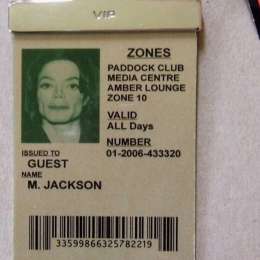 VIP
ZONES
PADDOCK CLUB
MEDIA CENTRE
AMBER LOUNGE
ZONE 10
VALID
ALL Days
NUMBER
01-2006-433320
ISSUED TO
GUEST
NAME
M. JACKSON
33599866325782219